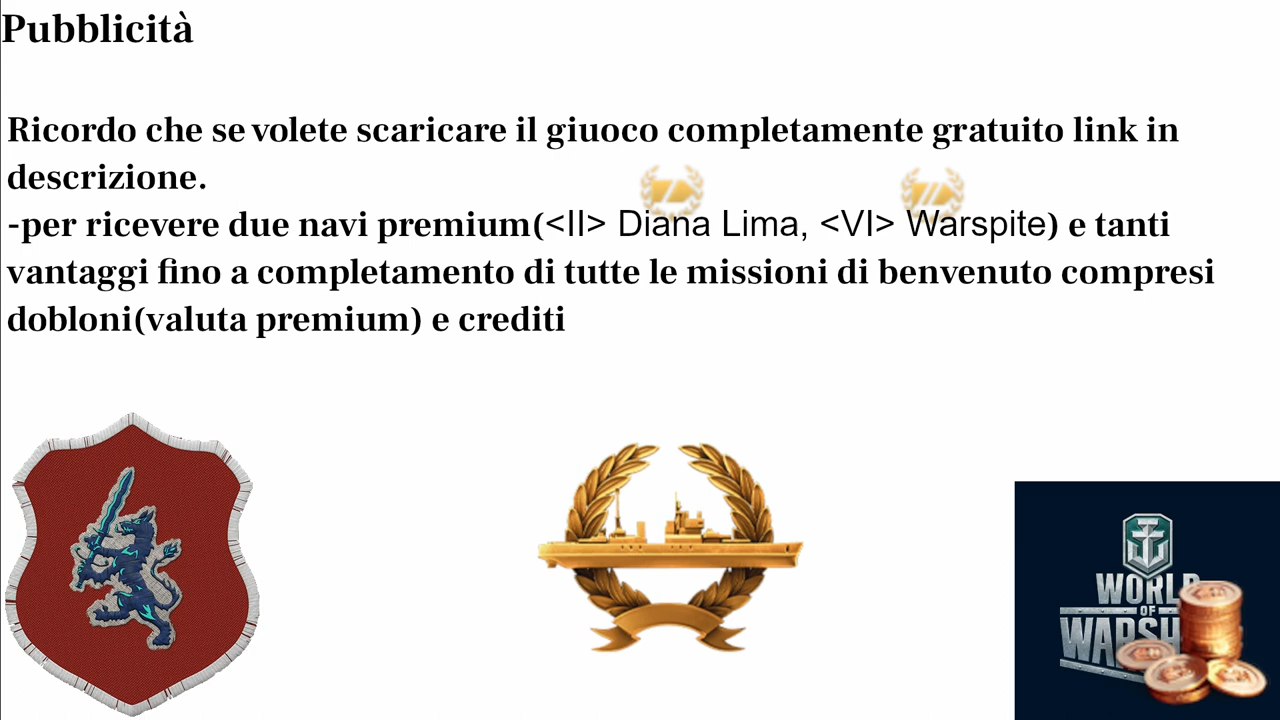 Pubblicità
Ricordo che se volete scaricare il giuoco completamente gratuito link in
descrizione.
-per ricevere due navi premium(<II> Diana Lima, <VI> Warspite) e tanti
vantaggi fino a completamento di tutte le missioni di benvenuto compresi
dobloni(valuta premium) e crediti
WORLD
OF
WARSH